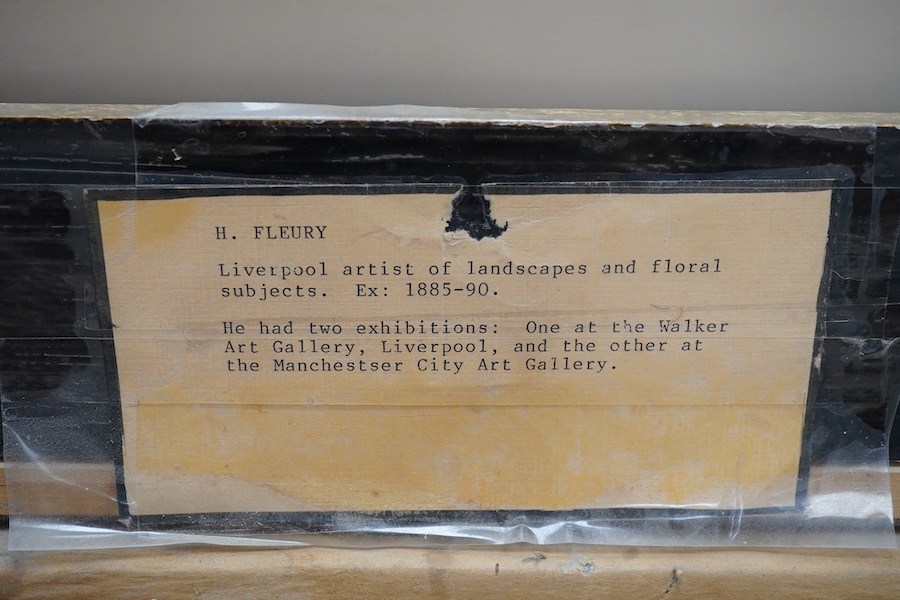 H. FLEURY
Liverpool artist of landscapes and floral
subjects.  Ex: 1885-90.
He had two exhibitions:  One at the Walker
Art Gallery, Liverpool, and the other at
the Manchestser City Art Gallery.